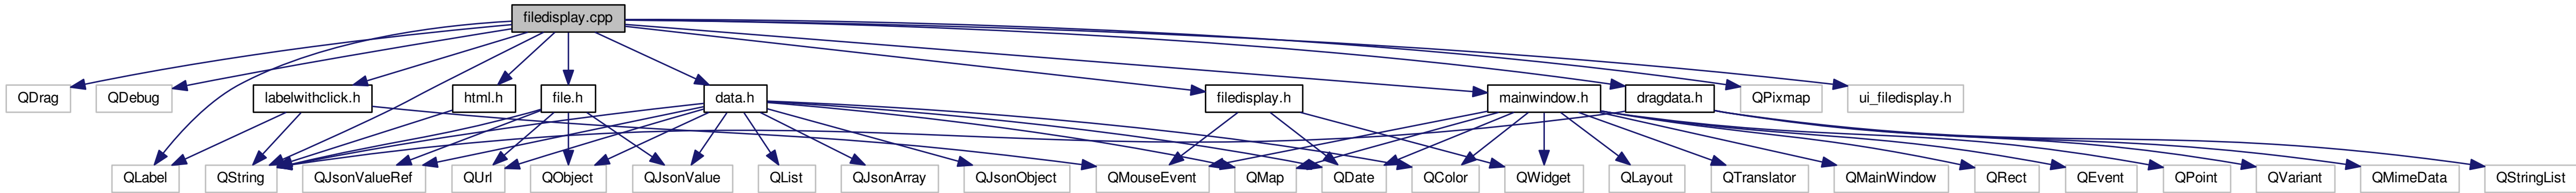 filedisplay.cpp
QDrag
QDebug
labelwithclick.h
html.h
file.h
data.h
filedisplay.h
mainwindow.h
dragdata.h
QPixmap
ui_filedisplay.h
QLabel
QString
QJsonValueRef
QUrl
QObject
QJsonValue
QList
QJsonArray
QJsonObject
QMouseEvent
QMap
QDate
QColor
QWidget
QLayout
QTranslator
QMainWindow
QRect
QEvent
QPoint
QVariant
QMimeData
QStringList